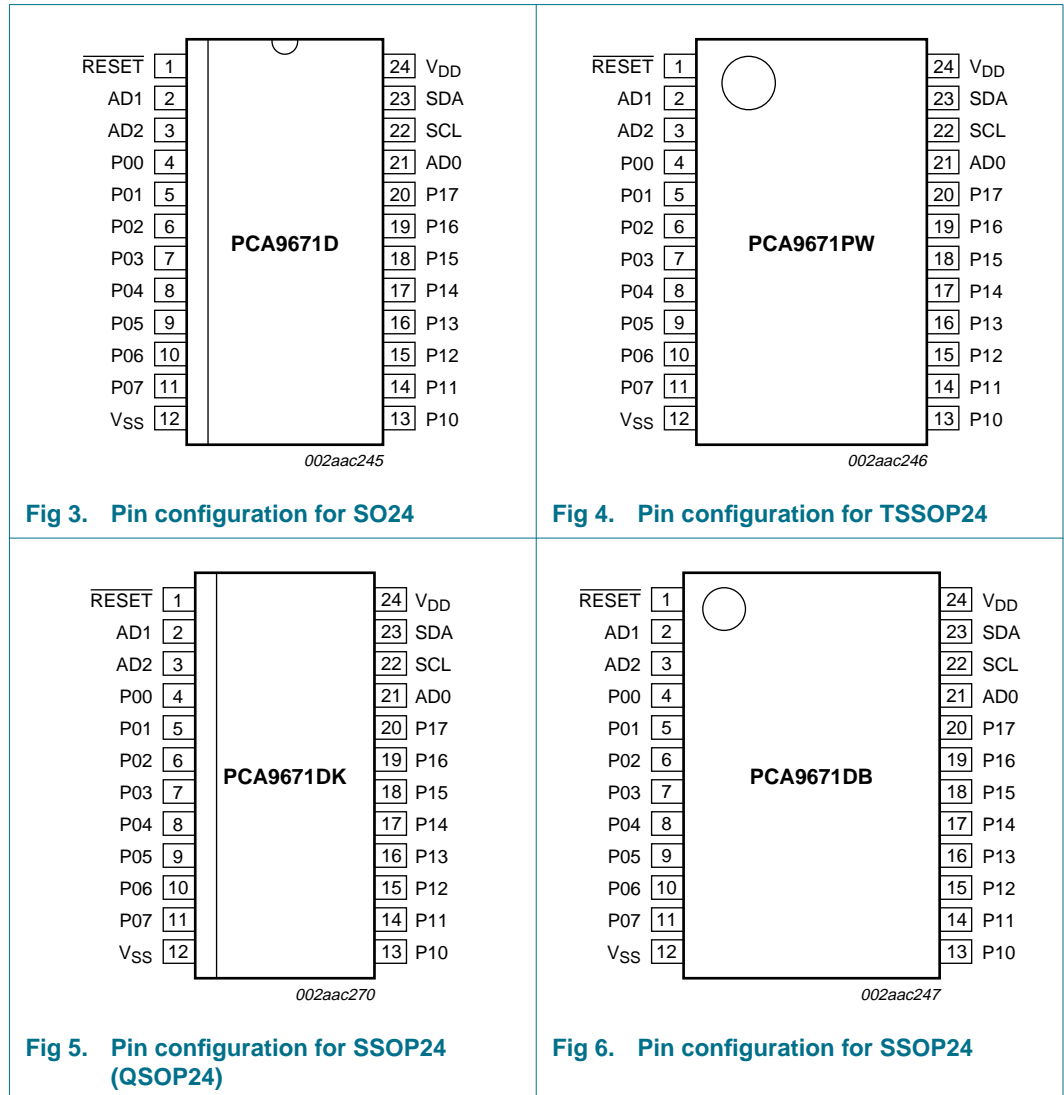 RESET 1 24 VDD
AD1 2 23 SDA
AD2 3 22 SCL
P00 4 21 AD0
P01 5 20 P17
P02 6 19 P16
PCA9671D
P03 7 18 P15
P04 8 17 P14
P05 9 16 P13
P06 10 15 P12
P07 11 14 P11
VSS 12 13 P10
002aac245
Fig 3. Pin configuration for SO24
RESET 1 24 VDD
AD1 2 23 SDA
AD2 3 22 SCL
P00 4 21 AD0
P01 5 20 P17
P02 6 19 P16
PCA9671PW
P03 7 18 P15
P04 8 17 P14
P05 9 16 P13
P06 10 15 P12
P07 11 14 P11
VSS 12 13 P10
002aac246
Fig 4. Pin configuration for TSSOP24
RESET 1 24 VDD
AD1 2 23 SDA
AD2 3 22 SCL
P00 4 21 AD0
P01 5 20 P17
P02 6 19 P16
PCA9671DK
P03 7 18 P15
P04 8 17 P14
P05 9 16 P13
P06 10 15 P12
P07 11 14 P11
VSS 12 13 P10
002aac270
Fig 5. Pin configuration for SSOP24
(QSOP24)
RESET 1 24 VDD
AD1 2 23 SDA
AD2 3 22 SCL
P00 4 21 AD0
P01 5 20 P17
P02 6 19 P16
PCA9671DB
P03 7 18 P15
P04 8 17 P14
P05 9 16 P13
P06 10 15 P12
P07 11 14 P11
VSS 12 13 P10
002aac247
Fig 6. Pin configuration for SSOP24